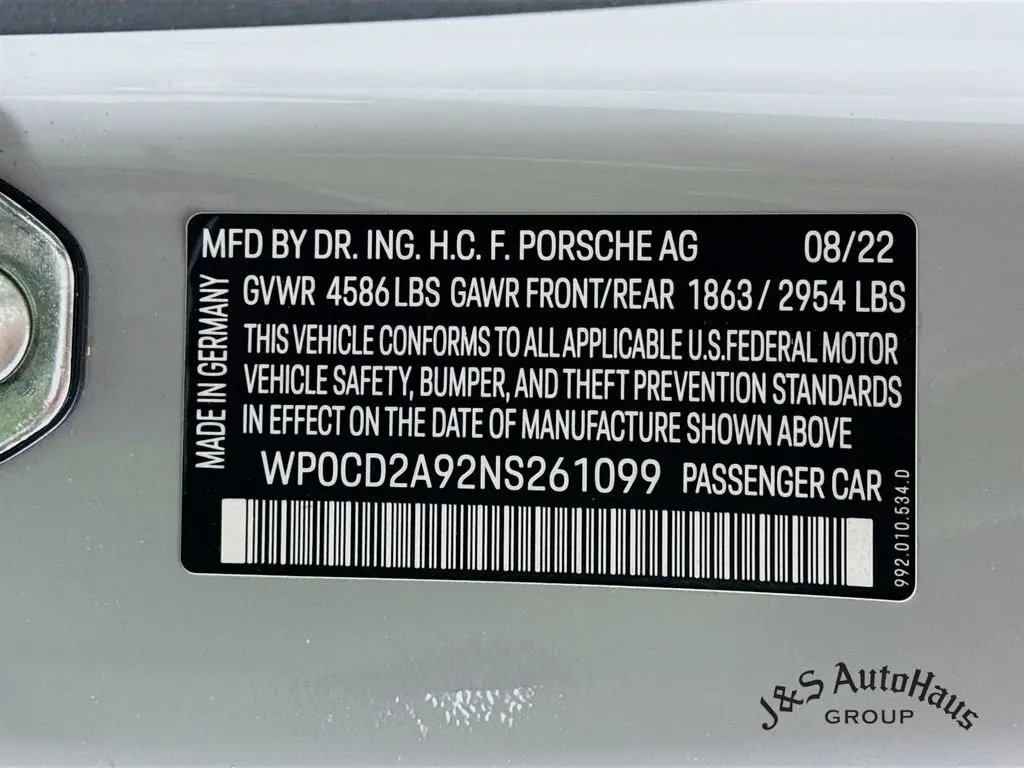 MFD BY DR. ING. H.C. F. PORSCHE AG 08/22
GVWR 4586 LBS GAWR FRONT/REAR 1863 / 2954 LBS
THIS VEHICLE CONFORMS TO ALL APPLICABLE U.S.FEDERAL MOTOR
VEHICLE SAFETY, BUMPER, AND THEFT PREVENTION STANDARDS
IN EFFECT ON THE DATE OF MANUFACTURE SHOWN ABOVE
WP0CD2A92NS261099 PASSENGER CAR
MADE IN GERMANY
992.010.534.D
J&S AutoHaus
GROUP